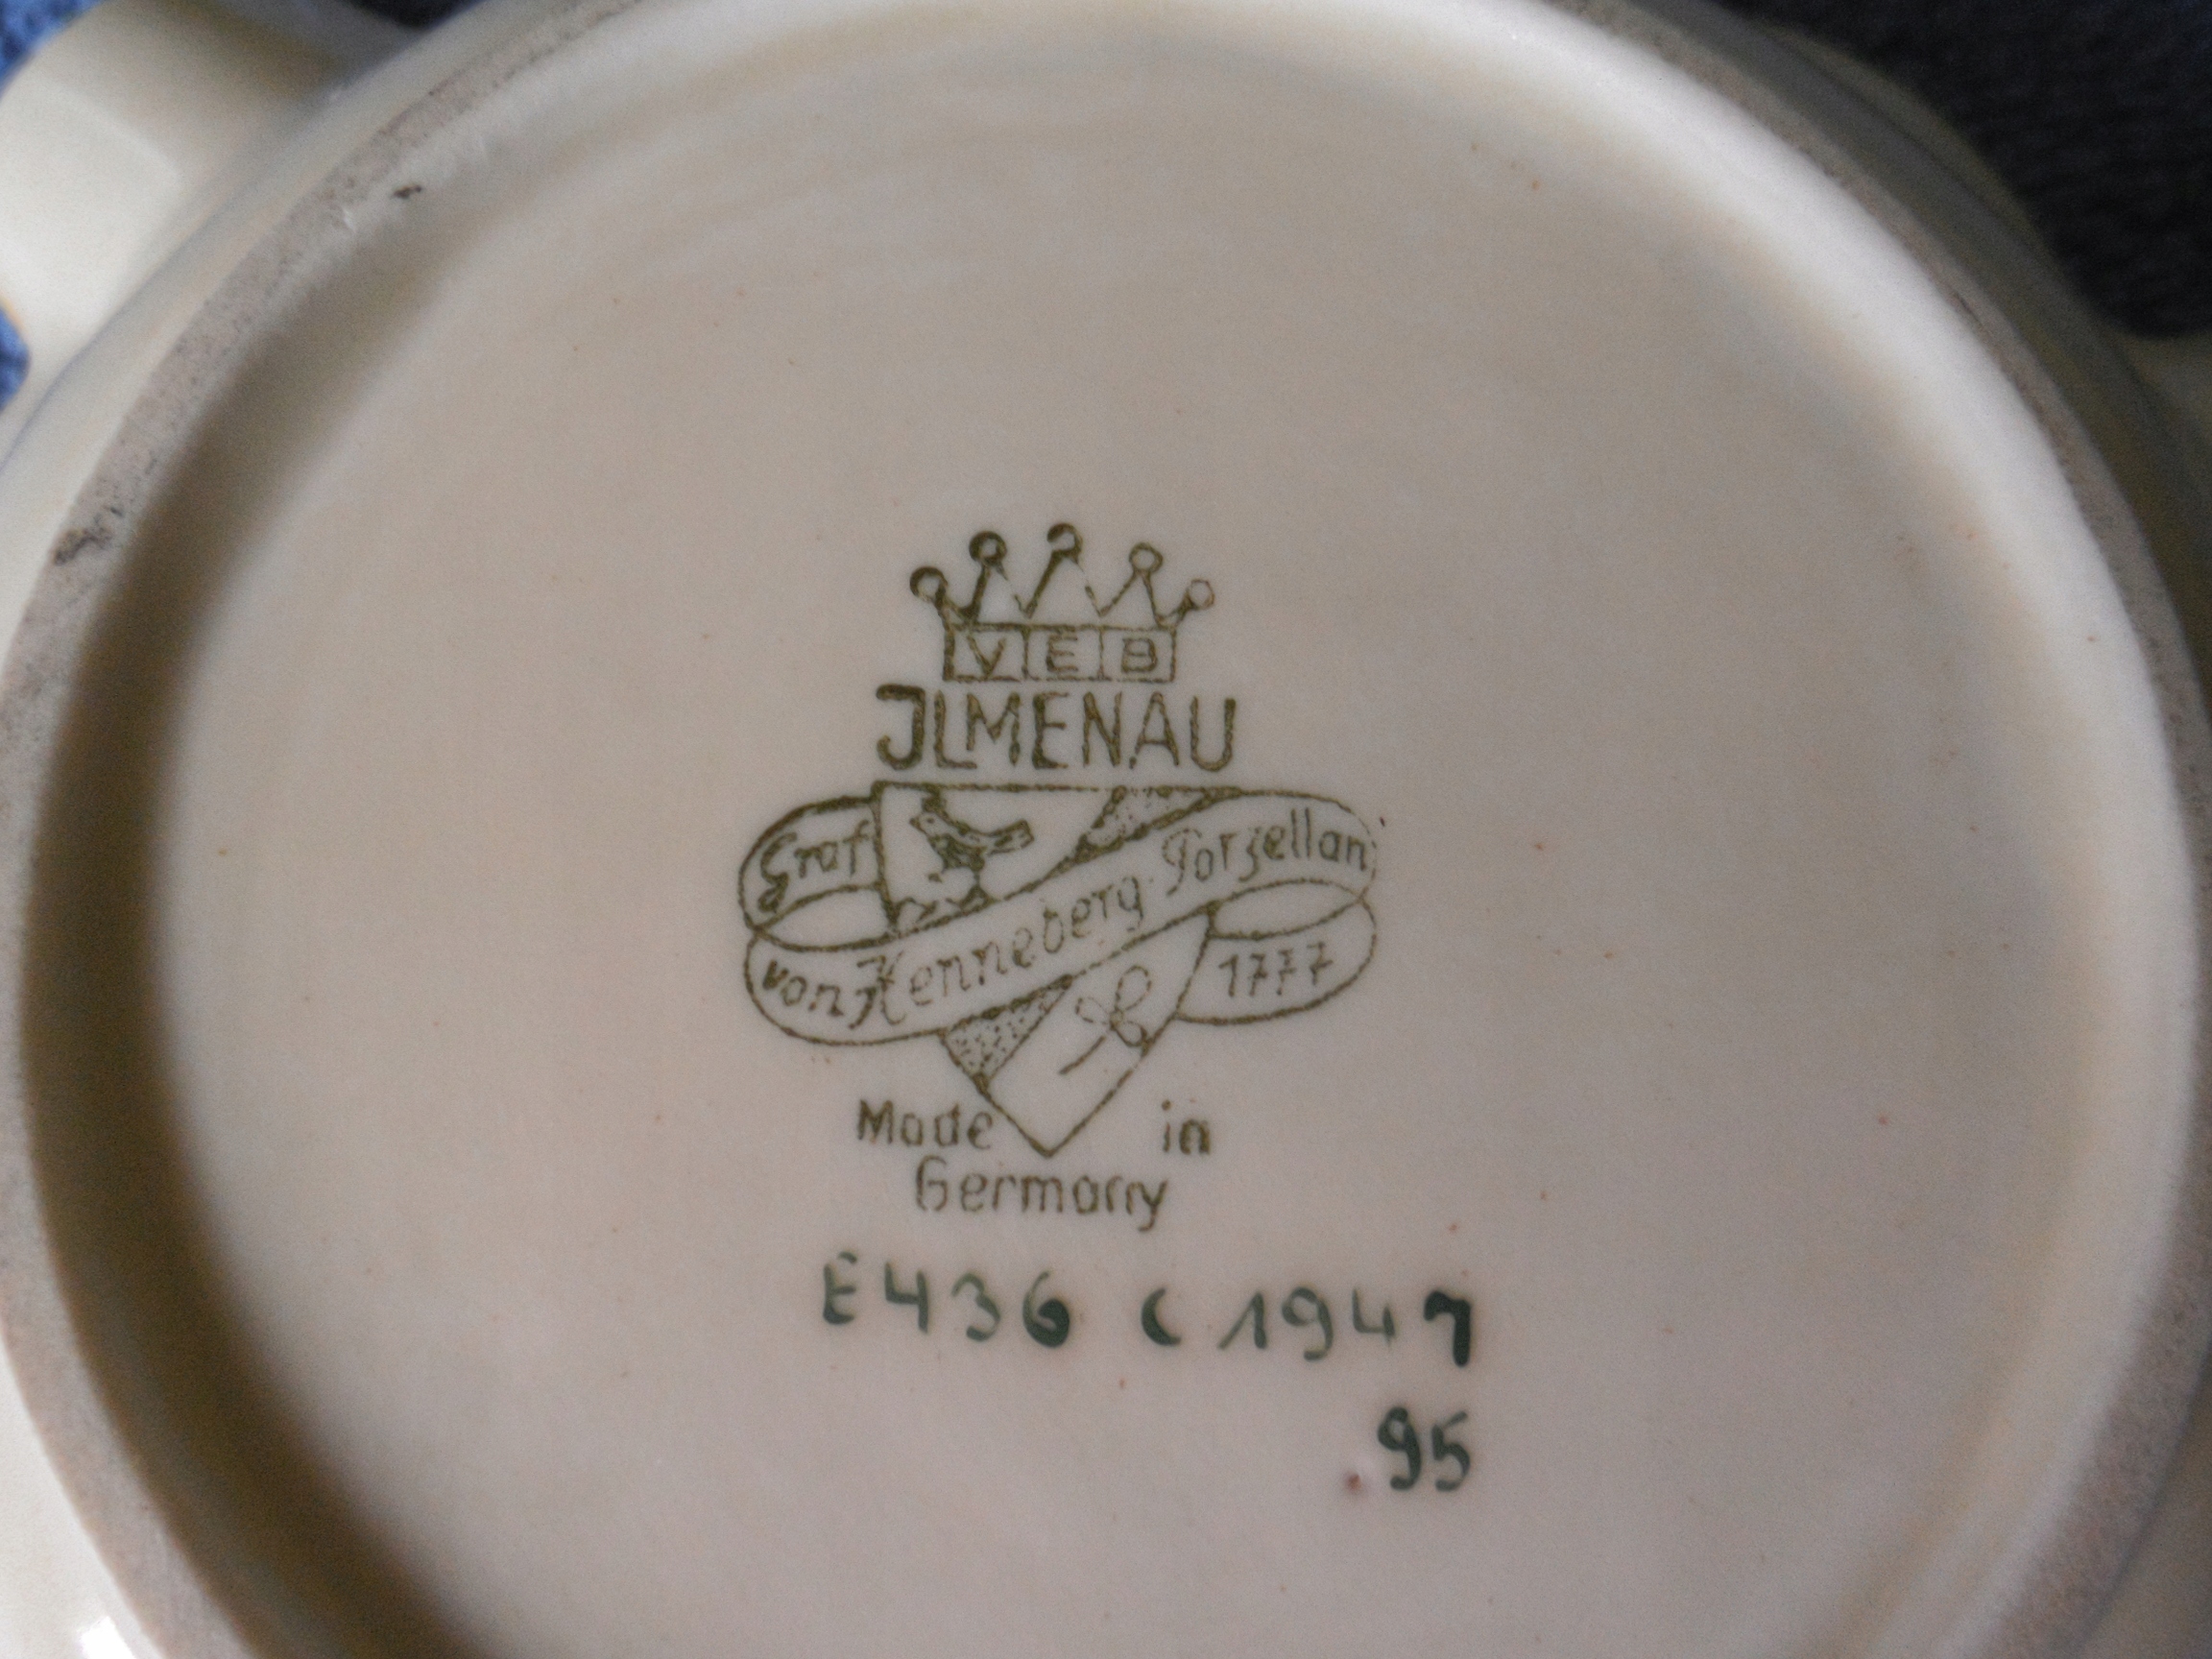 VEB
JLMENAU
Graf
von Henneberg Porzellan
1777
Made in
Germany
E436 C 1947
95